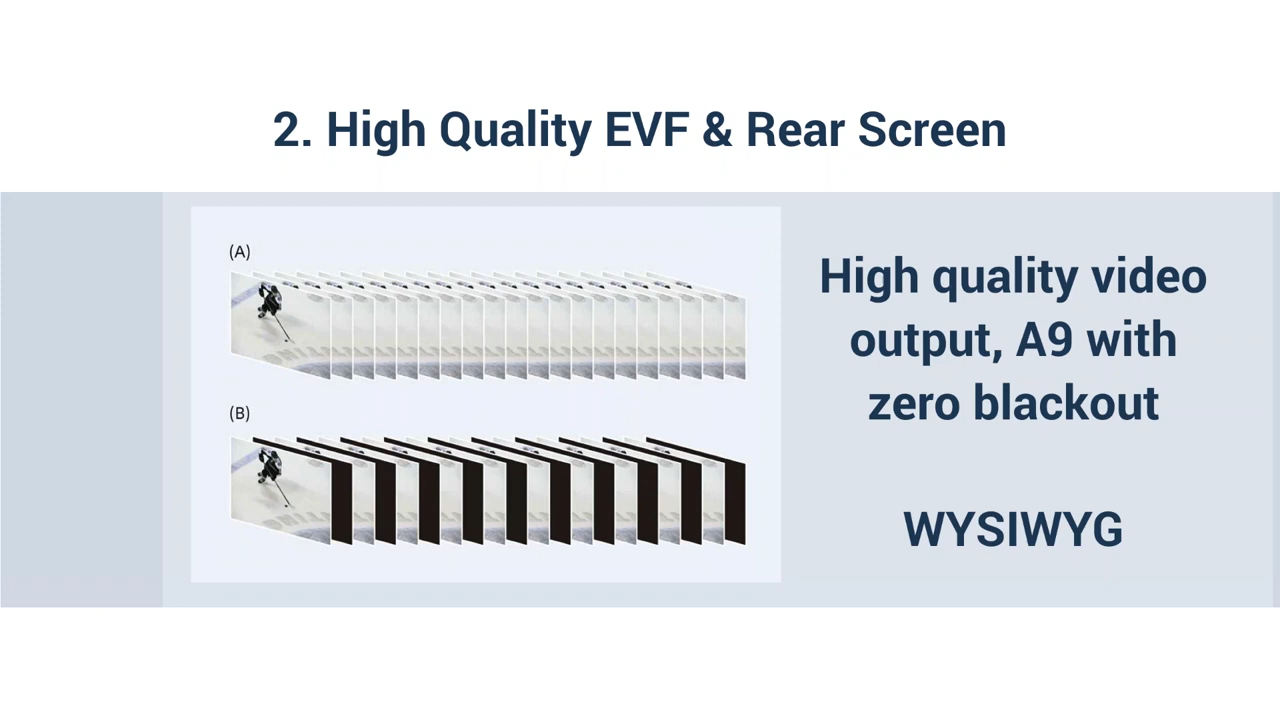 2. High Quality EVF & Rear Screen
(A)
(B)
High quality video
output, A9 with
zero blackout
WYSIWYG